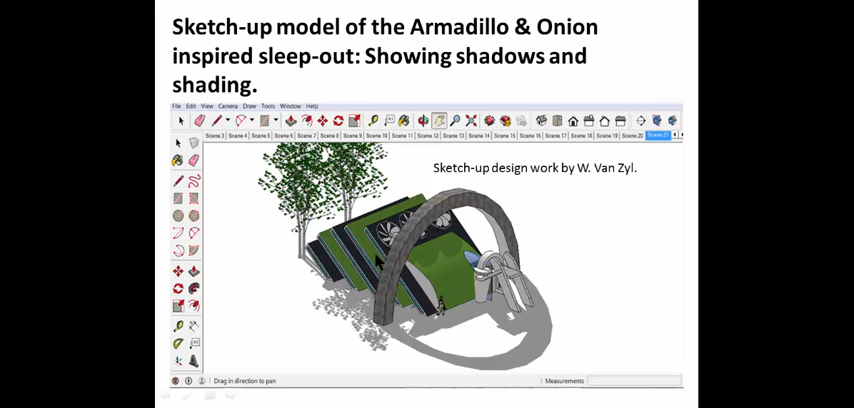 Sketch-up model of the Armadillo & Onion
inspired sleep-out: Showing shadows and
shading.
File Edit View Camera Draw Tools Window Help
Scene 3 Scene 4 Scene 5 Scene 6 Scene 7 Scene 8 Scene 9 Scene 10 Scene 11 Scene 12 Scene 13 Scene 14 Scene 15 Scene 16 Scene 17 Scene 18 Scene 19 Scene 20 Scene 21
Sketch-up design work by W. Van Zyl.
Drag in direction to pan Measurements